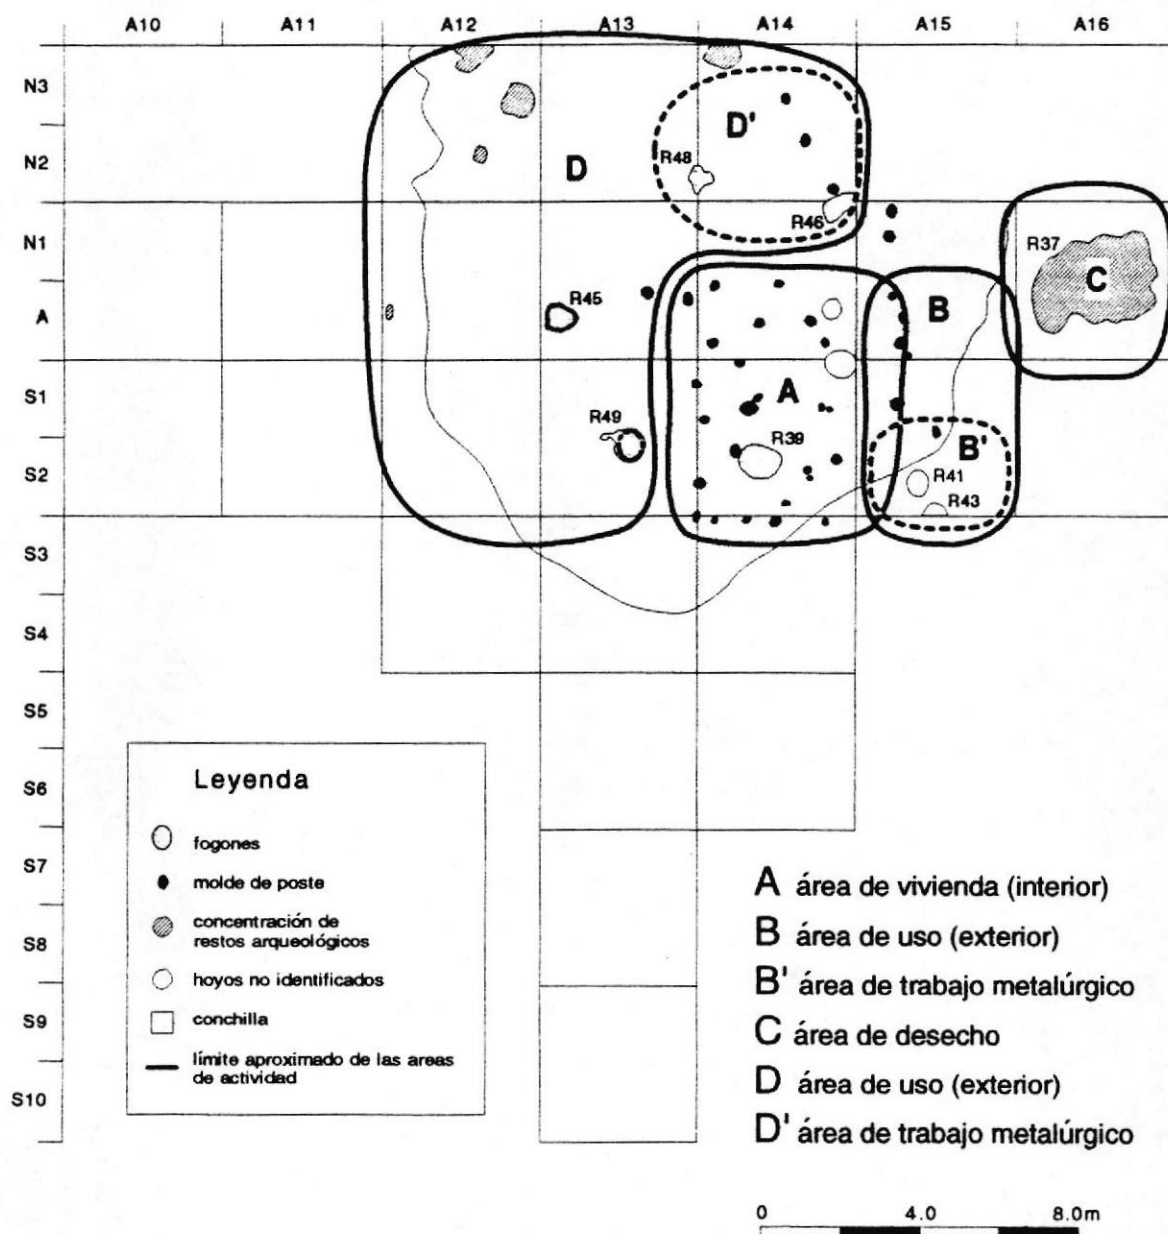 A10 A11 A12 A13 A14 A15 A16
N3
D'
N2
R48
D
R46
N1
R37
C
A
R45
B
S1
A
R49
R39
B'
S2
R41
R43
S3
S4
S5
S6
S7
S8
S9
S10
Leyenda
fogones
molde de poste
concentración de
restos arqueológicos
hoyos no identificados
conchilla
límite aproximado de las areas
de actividad
A área de vivienda (interior)
B área de uso (exterior)
B' área de trabajo metalúrgico
C área de desecho
D área de uso (exterior)
D' área de trabajo metalúrgico
0 4.0 8.0m